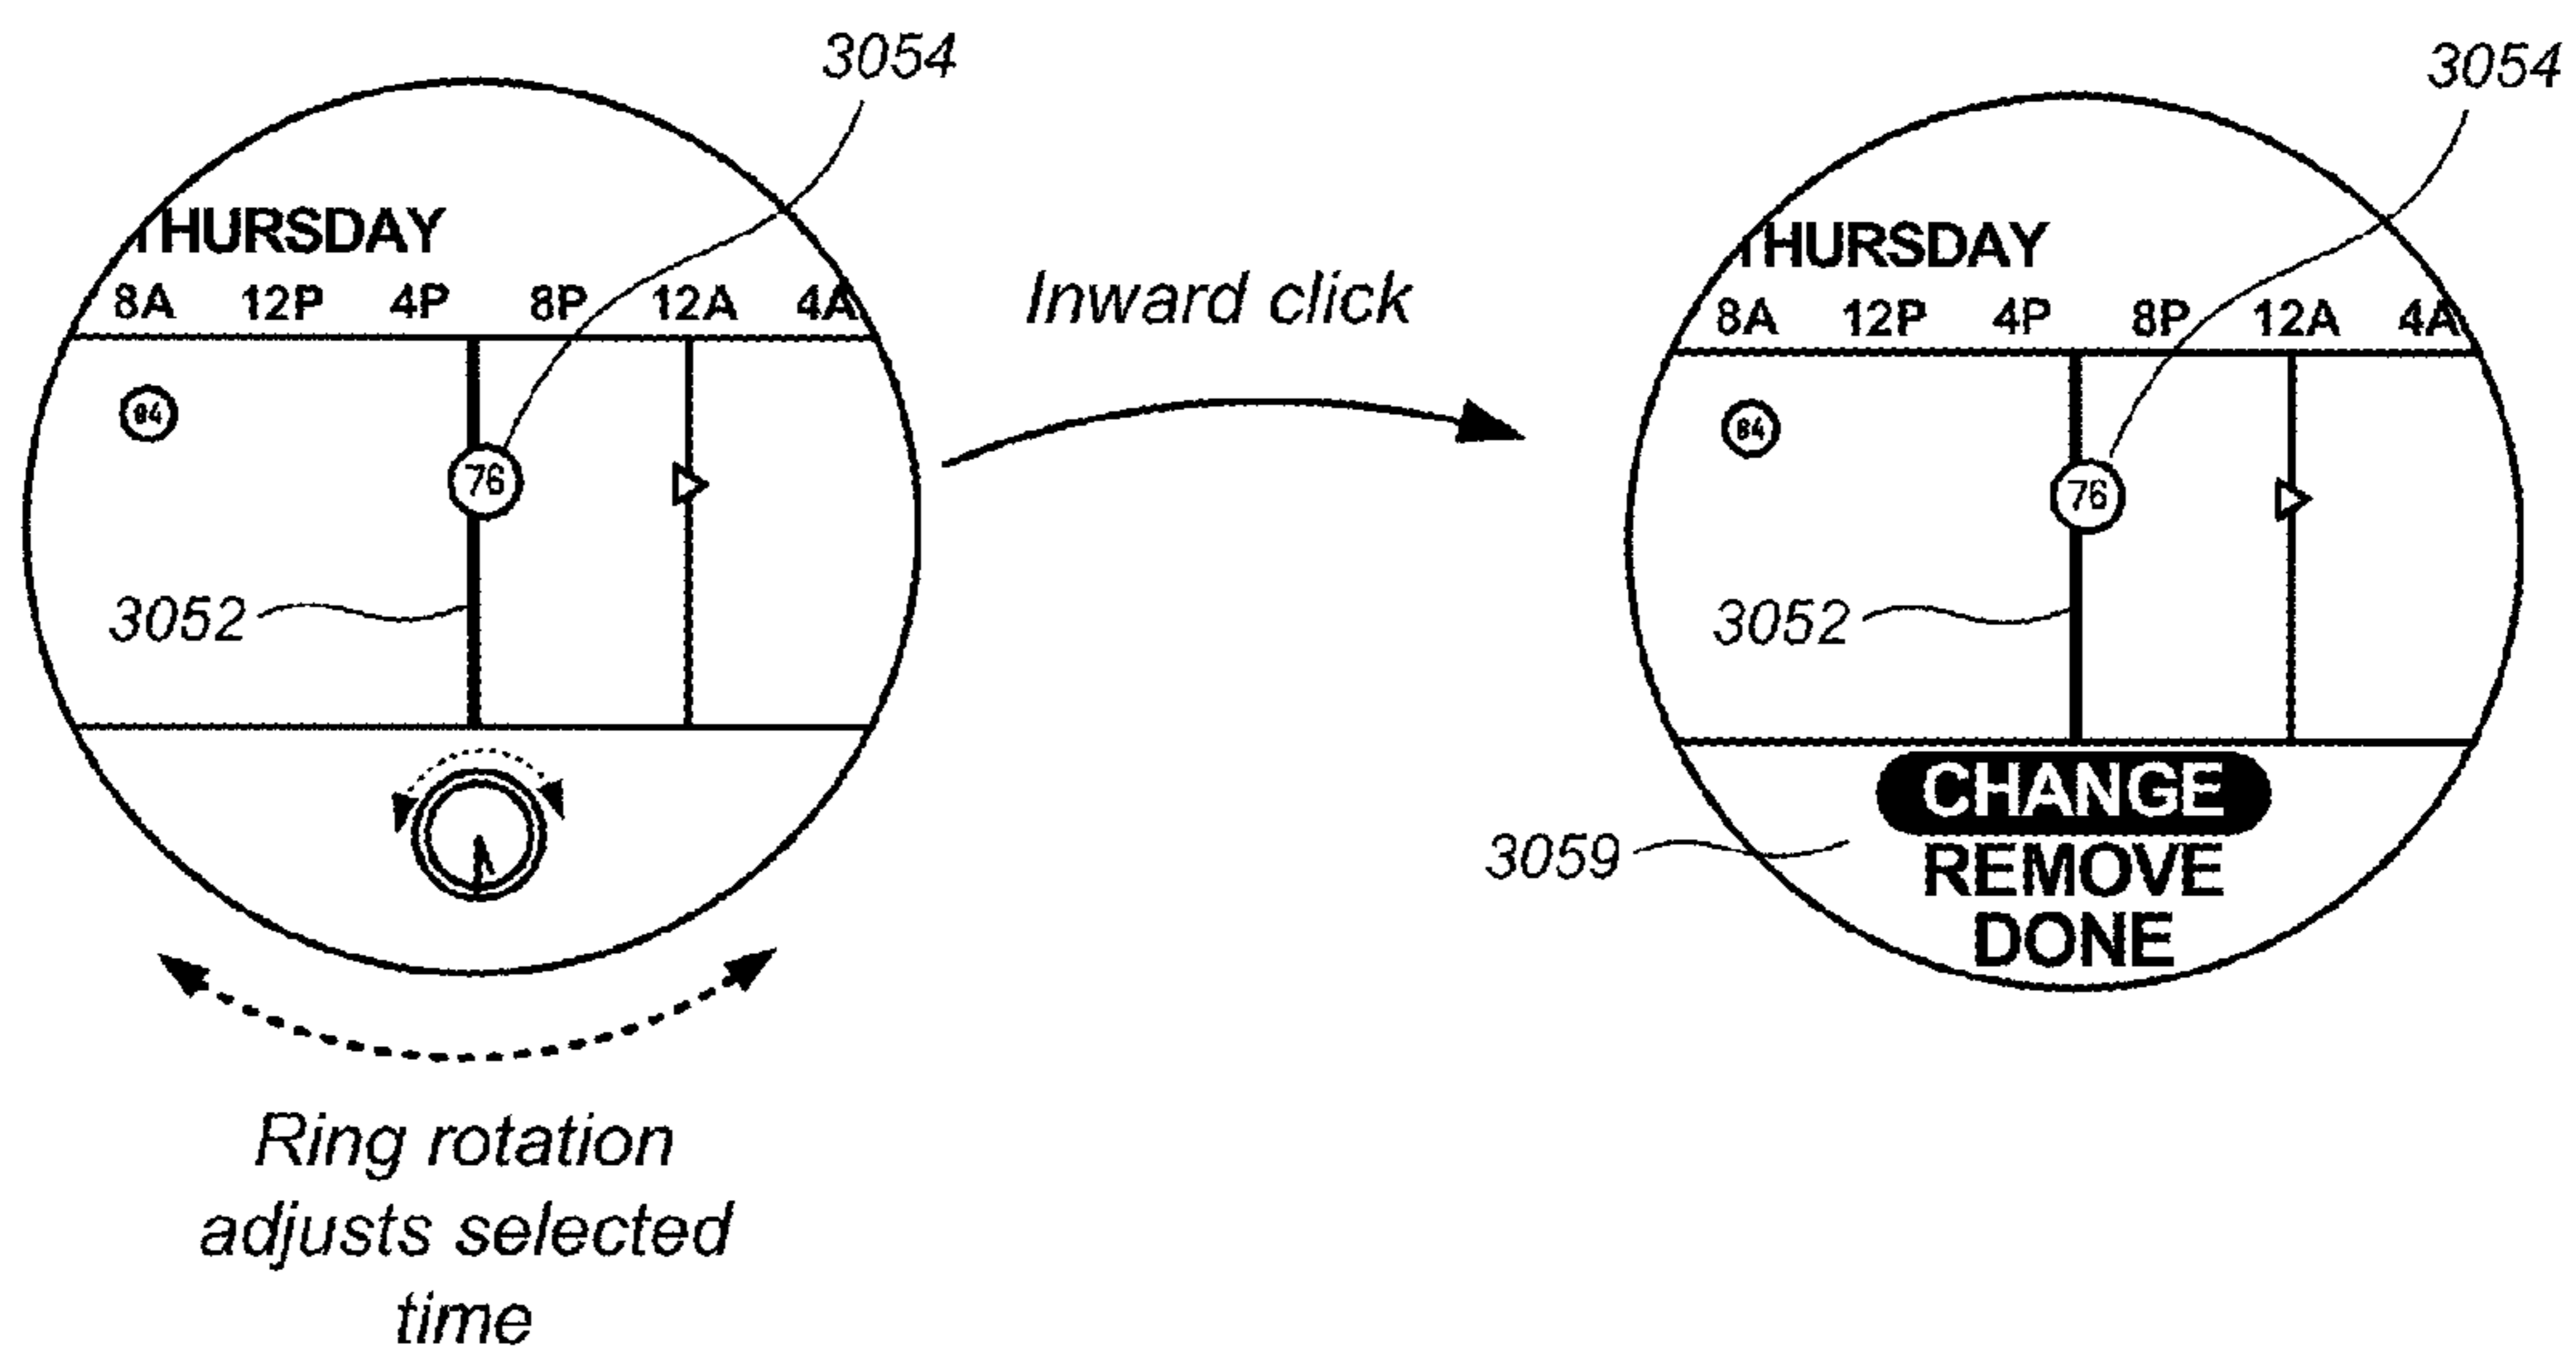 3054
THURSDAY
8A 12P 4P 8P 12A 4A
84
76
3052
Ring rotation
adjusts selected
time
Inward click
3054
THURSDAY
8A 12P 4P 8P 12A 4A
84
76
3052
CHANGE
3059
REMOVE
DONE